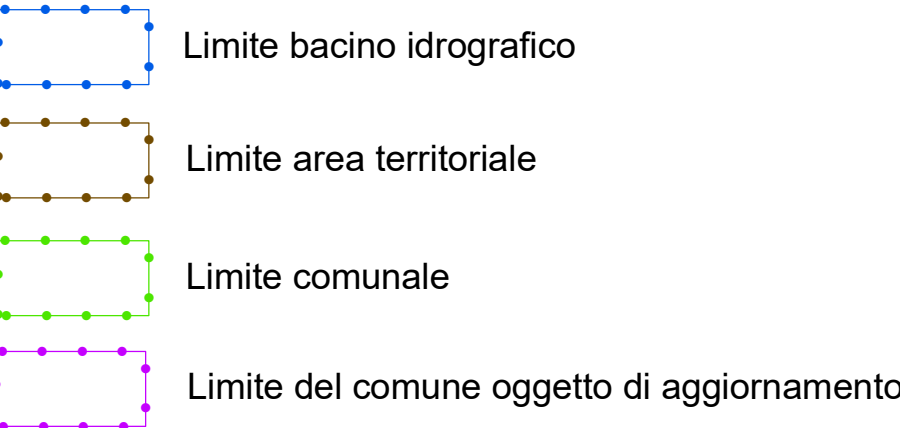 Limite bacino idrografico
Limite area territoriale
Limite comunale
Limite del comune oggetto di aggiornamento